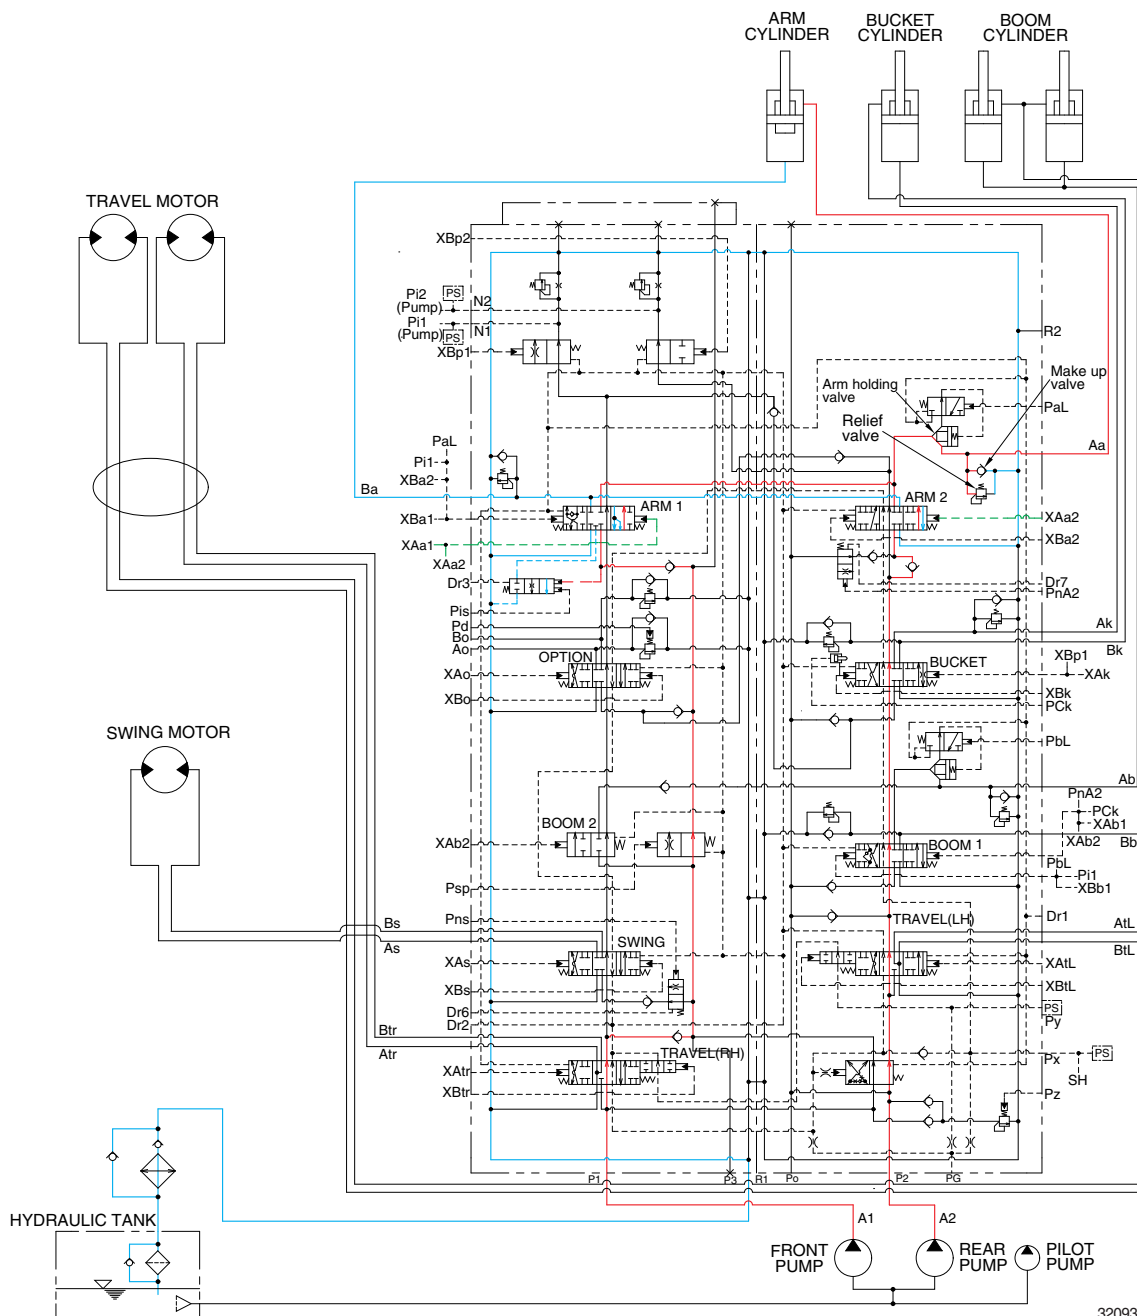 ARM
CYLINDER
BUCKET
CYLINDER
BOOM
CYLINDER
TRAVEL MOTOR
XBp2
Pi2
(Pump)
PS
N2
Pi1
(Pump)
PS
N1
XBp1
R2
Make up
valve
Arm holding
valve
PaL
Relief
valve
Aa
PaL
Pi1
XBa2
Ba
XBa1
ARM 1
ARM 2
XAa1
XAa2
XAa2
XBa2
Dr3
Dr7
PnA2
Pis
Pd
Bo
Ao
Ak
Bk
OPTION
BUCKET
XBp1
XAo
XAk
XBo
XBk
PCk
SWING MOTOR
PbL
Ab
PnA2
PCk
XAb1
XAb2
Bb
BOOM 2
XAb2
BOOM 1
PbL
Pi1
XBb1
Psp
Pns
Dr1
TRAVEL(LH)
AtL
BtL
Bs
As
SWING
XAs
XAtL
XBs
XBtL
Dr6
Dr2
PS
Py
Btr
Atr
TRAVEL(RH)
Px
PS
SH
XAtr
XBtr
Pz
P1
P3
R1
Po
P2
PG
HYDRAULIC TANK
A1
A2
FRONT
PUMP
REAR
PUMP
PILOT
PUMP
32093